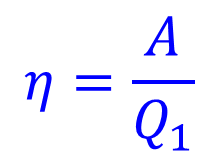 η = A / Q₁